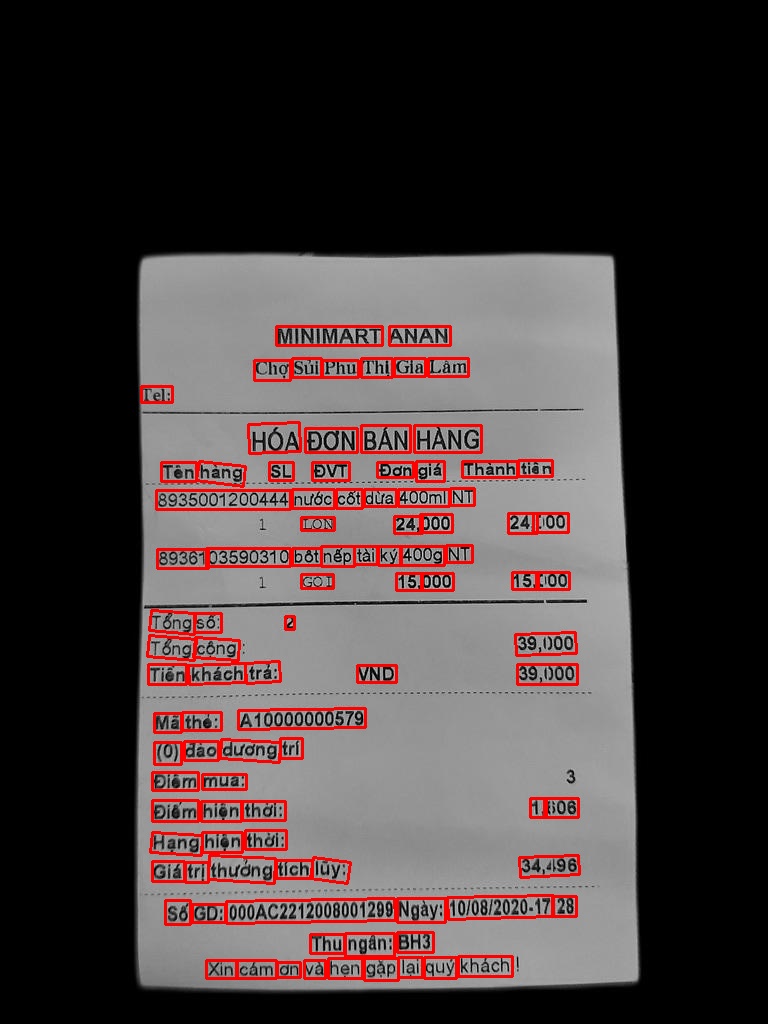 MINIMART ANAN
Chợ Sủi Phu Thị Gia Lâm
Tel:
HÓA ĐƠN BÁN HÀNG
Tên hàng SL ĐVT Đơn giá Thành tiền
8935001200444 nước cốt dừa 400ml NT
1 LON 24,000 24,000
8936103590310 bột nếp tài ký 400g NT
1 GOI 15,000 15,000
Tổng số: 2
Tổng cộng : 39,000
Tiền khách trả: VND 39,000
Mã thẻ: A10000000579
(0) đào dương trí
Điểm mua: 3
Điểm hiện thời: 1,606
Hạng hiện thời:
Giá trị thưởng tích lũy: 34,496
Số GD: 000AC2212008001299 Ngày: 10/08/2020-17 28
Thu ngân: BH3
Xin cám ơn và hẹn gặp lại quý khách !